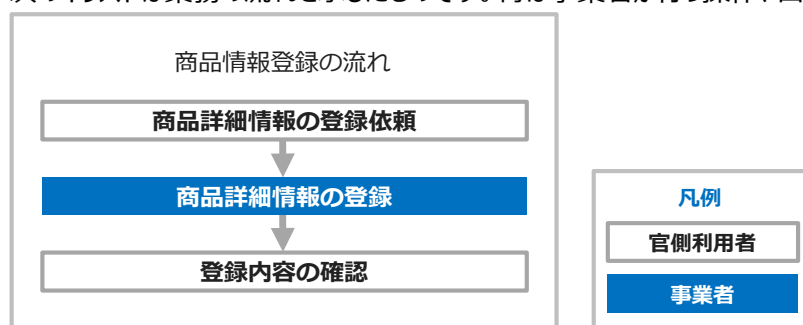 商品情報登録の流れ
商品詳細情報の登録依頼
商品詳細情報の登録
登録内容の確認
凡例
官側利用者
事業者